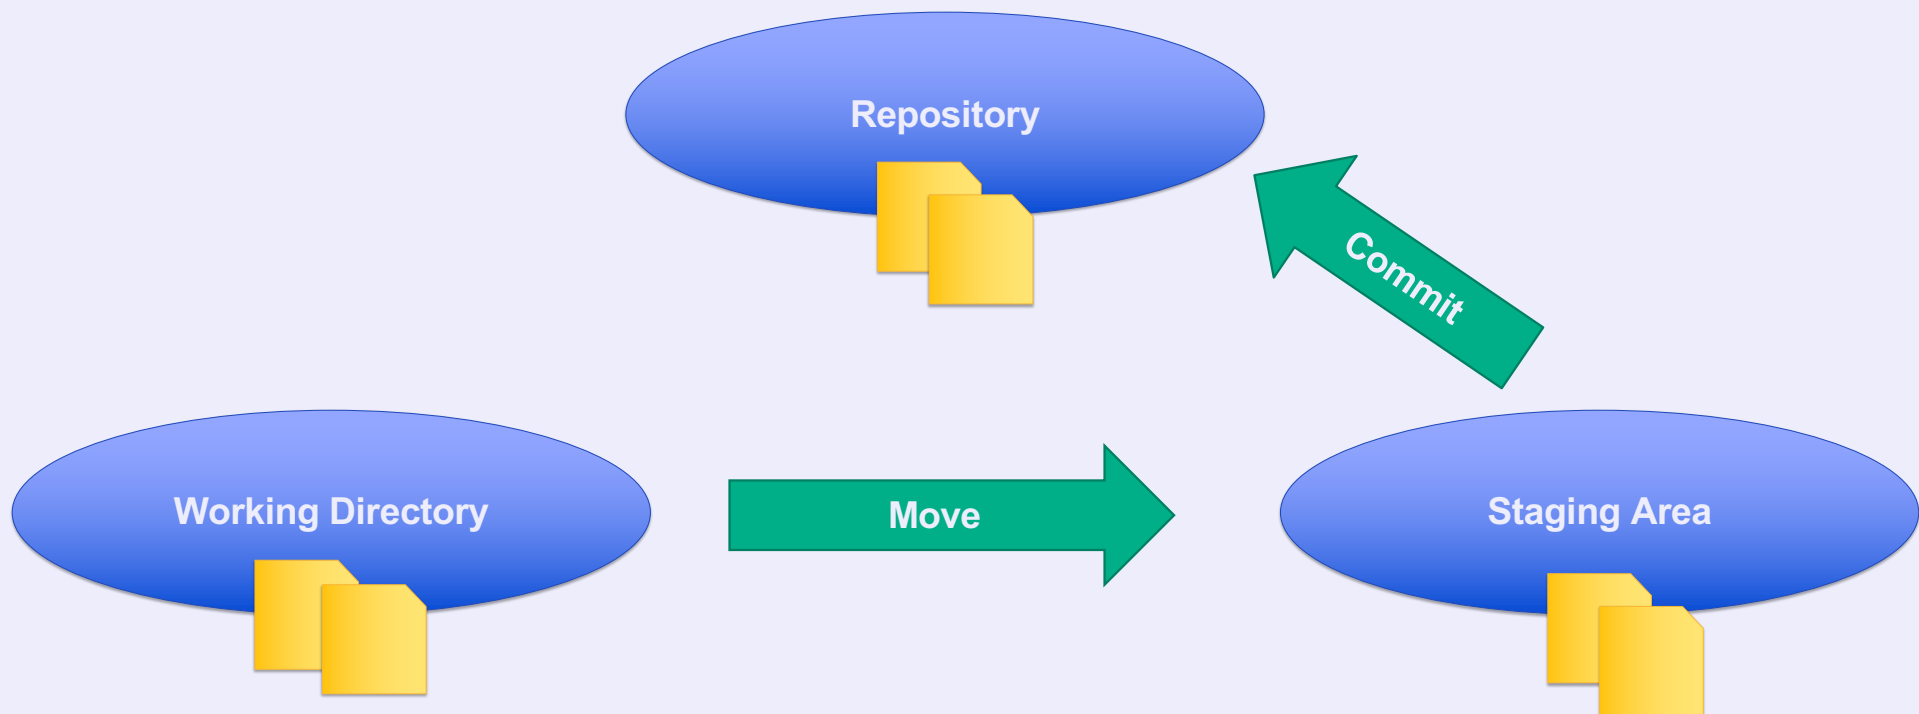 Repository
Commit
Working Directory
Move
Staging Area